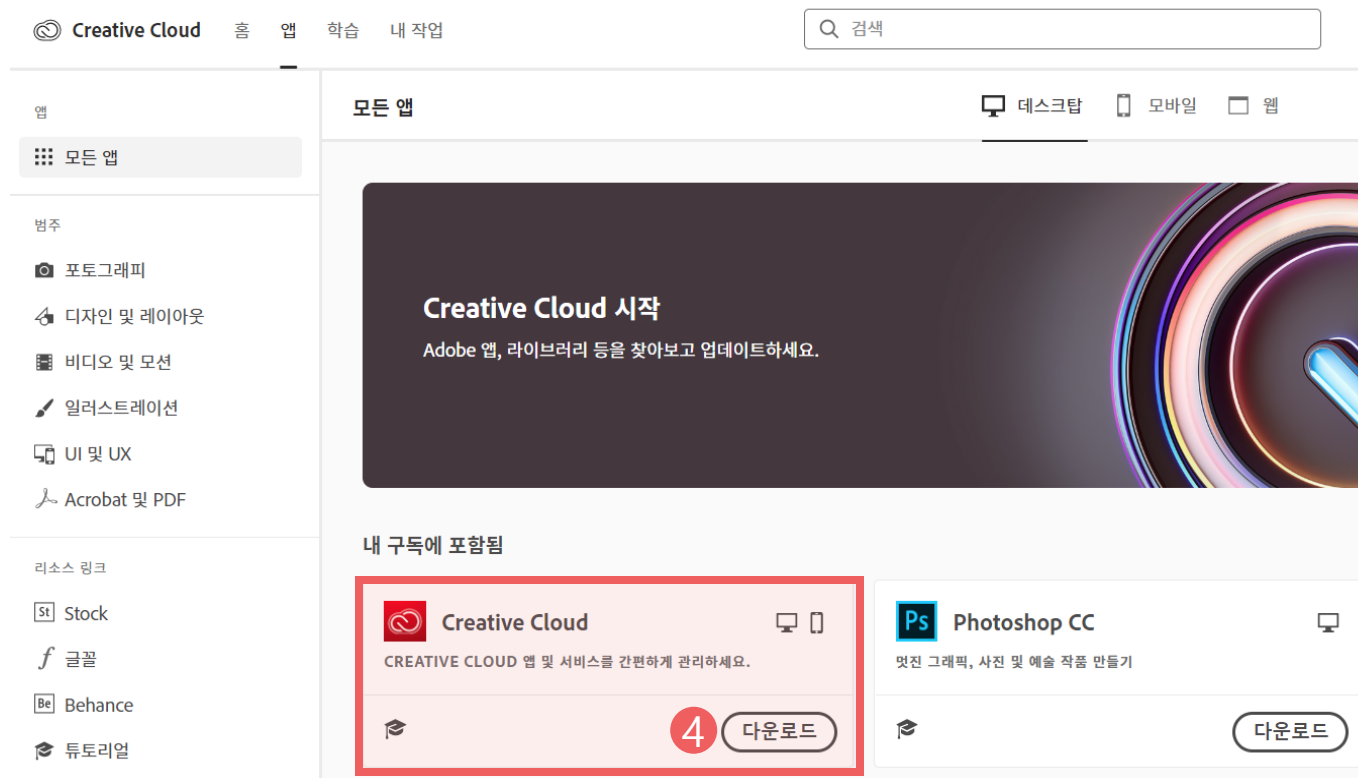 Creative Cloud 홈 앱 학습 내 작업 검색
앱
모든 앱
범주
포토그래피
디자인 및 레이아웃
비디오 및 모션
일러스트레이션
UI 및 UX
Acrobat 및 PDF
리소스 링크
St Stock
글꼴
Be Behance
튜토리얼
모든 앱 데스크탑 모바일 웹
Creative Cloud 시작
Adobe 앱, 라이브러리 등을 찾아보고 업데이트하세요.
내 구독에 포함됨
Creative Cloud
CREATIVE CLOUD 앱 및 서비스를 간편하게 관리하세요.
4 다운로드
Ps Photoshop CC
멋진 그래픽, 사진 및 예술 작품 만들기
다운로드